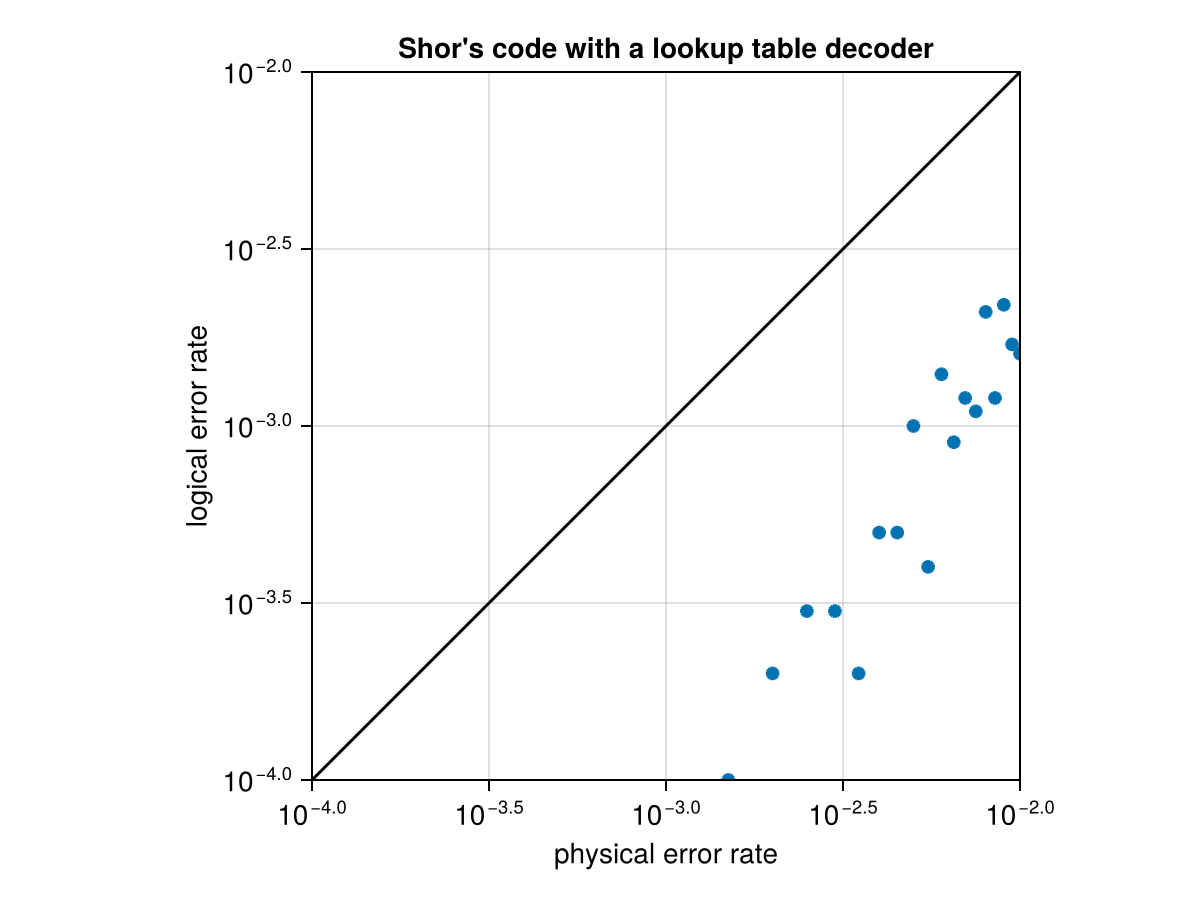 Shor's code with a lookup table decoder
10⁻²·⁰
10⁻²·⁵
10⁻³·⁰
10⁻³·⁵
10⁻⁴·⁰
logical error rate
10⁻⁴·⁰ 10⁻³·⁵ 10⁻³·⁰ 10⁻²·⁵ 10⁻²·⁰
physical error rate